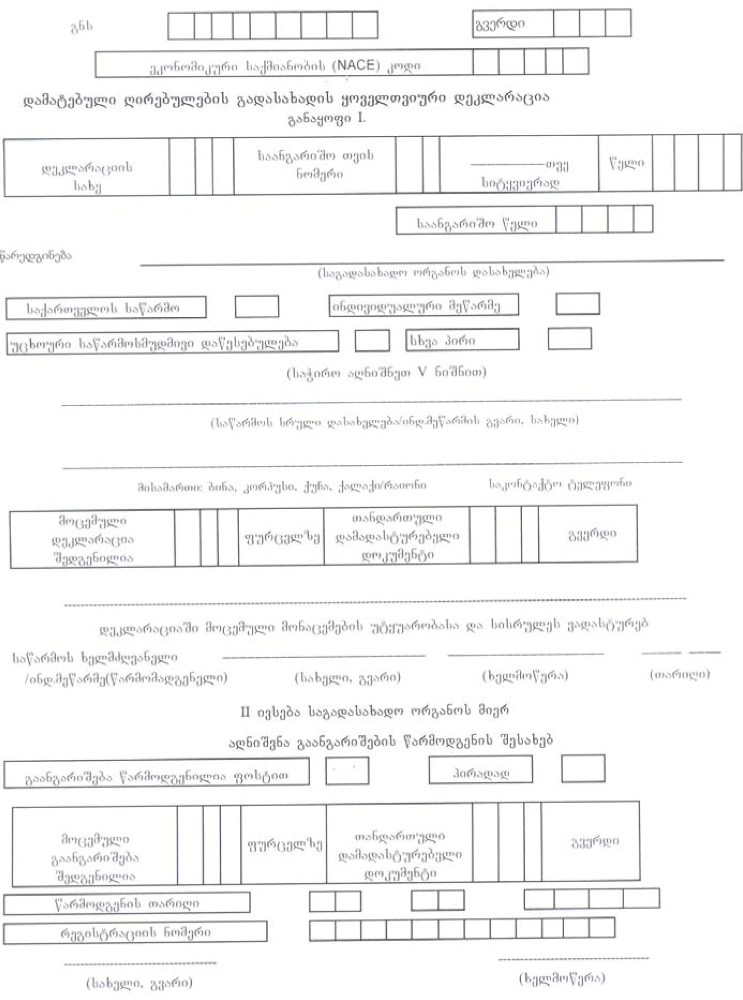 გნს გვერდი
ეკონომიკური საქმიანობის (NACE) კოდი
დამატებული ღირებულების გადასახადის ყოველთვიური დეკლარაცია
განაყოფი I.
დეკლარაციის სახე საანგარიშო თვის ნომერი თვე სიტყვიერად წელი
საანგარიშო წელი
წარედგინება
(საგადასახადო ორგანოს დასახელება)
საქართველოს საწარმო ინდივიდუალური მეწარმე
უცხოური საწარმოსმუდმივი დაწესებულება სხვა პირი
(საჭირო აღნიშნეთ V ნიშნით)
(საწარმოს სრული დასახელება/ინდ.მეწარმის გვარი, სახელი)
მისამართი: ბინა, კორპუსი, ქუჩა, ქალაქი/რაიონი საკონტაქტო ტელეფონი
მოცემული დეკლარაცია შედგენილია ფურცელზე თანდართული დამადასტურებელი დოკუმენტი გვერდი
დეკლარაციაში მოცემული მონაცემების უტყუარობასა და სისრულეს ვადასტურებ
საწარმოს ხელმძღვანელი
/ინდ.მეწარმე(წარმომადგენელი) (სახელი, გვარი) (ხელმოწერა) (თარიღი)
II ივსება საგადასახადო ორგანოს მიერ
აღნიშვნა გაანგარიშების წარმოდგენის შესახებ
გაანგარიშება წარმოდგენილია ფოსტით პირადად
მოცემული გაანგარიშება შედგენილია ფურცელზე თანდართული დამადასტურებელი დოკუმენტი გვერდი
წარმოდგენის თარიღი
რეგისტრაციის ნომერი
(სახელი, გვარი) (ხელმოწერა)